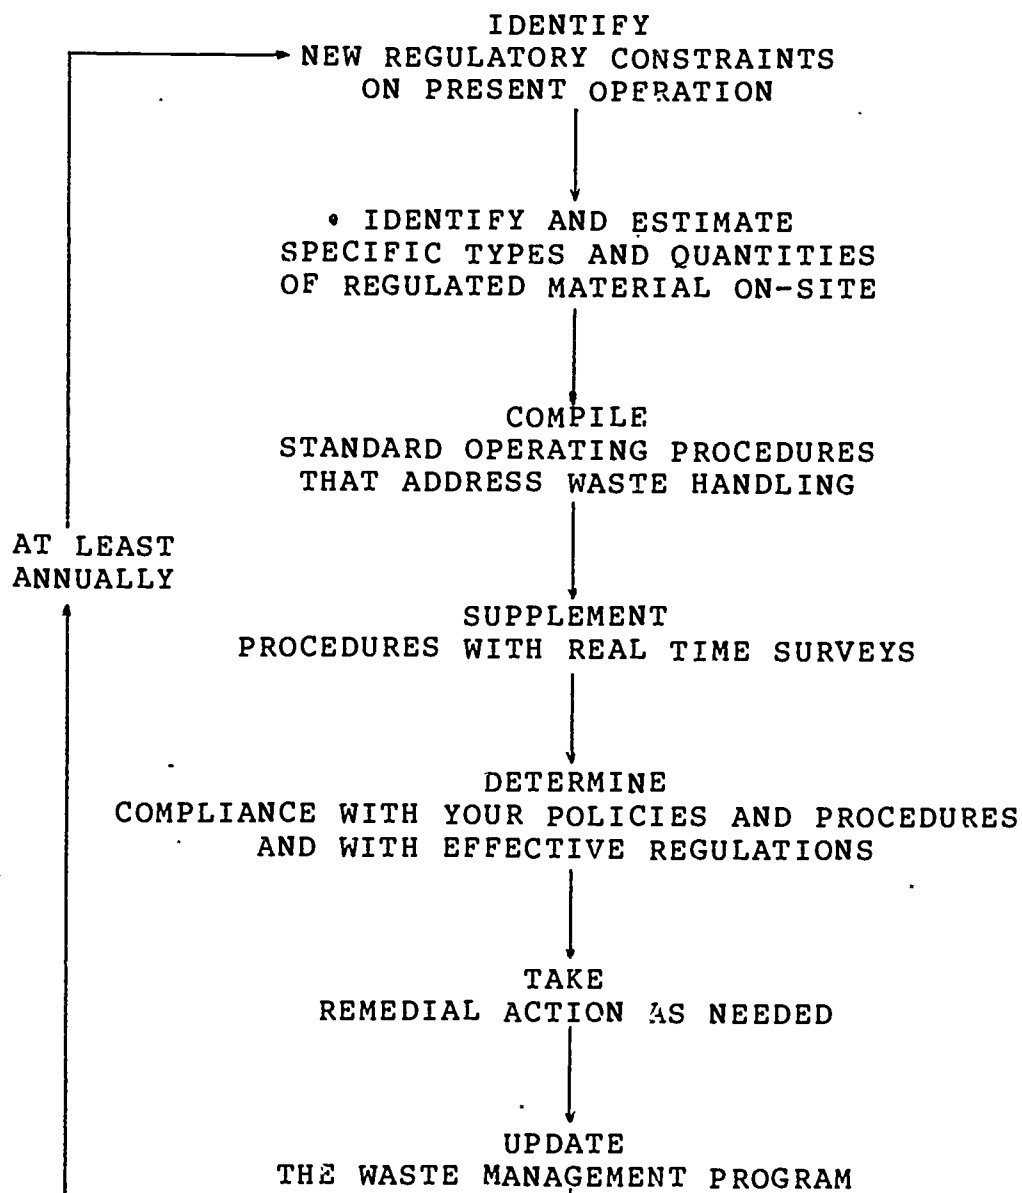 IDENTIFY
NEW REGULATORY CONSTRAINTS
ON PRESENT OPERATION
• IDENTIFY AND ESTIMATE
SPECIFIC TYPES AND QUANTITIES
OF REGULATED MATERIAL ON-SITE
COMPILE
STANDARD OPERATING PROCEDURES
THAT ADDRESS WASTE HANDLING
AT LEAST
ANNUALLY
SUPPLEMENT
PROCEDURES WITH REAL TIME SURVEYS
DETERMINE
COMPLIANCE WITH YOUR POLICIES AND PROCEDURES
AND WITH EFFECTIVE REGULATIONS
TAKE
REMEDIAL ACTION AS NEEDED
UPDATE
THE WASTE MANAGEMENT PROGRAM